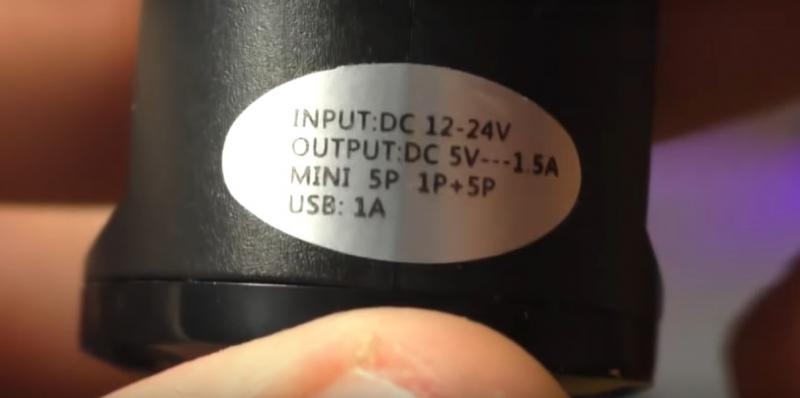 INPUT:DC 12-24V
OUTPUT:DC 5V---1.5A
MINI 5P 1P+5P
USB: 1A